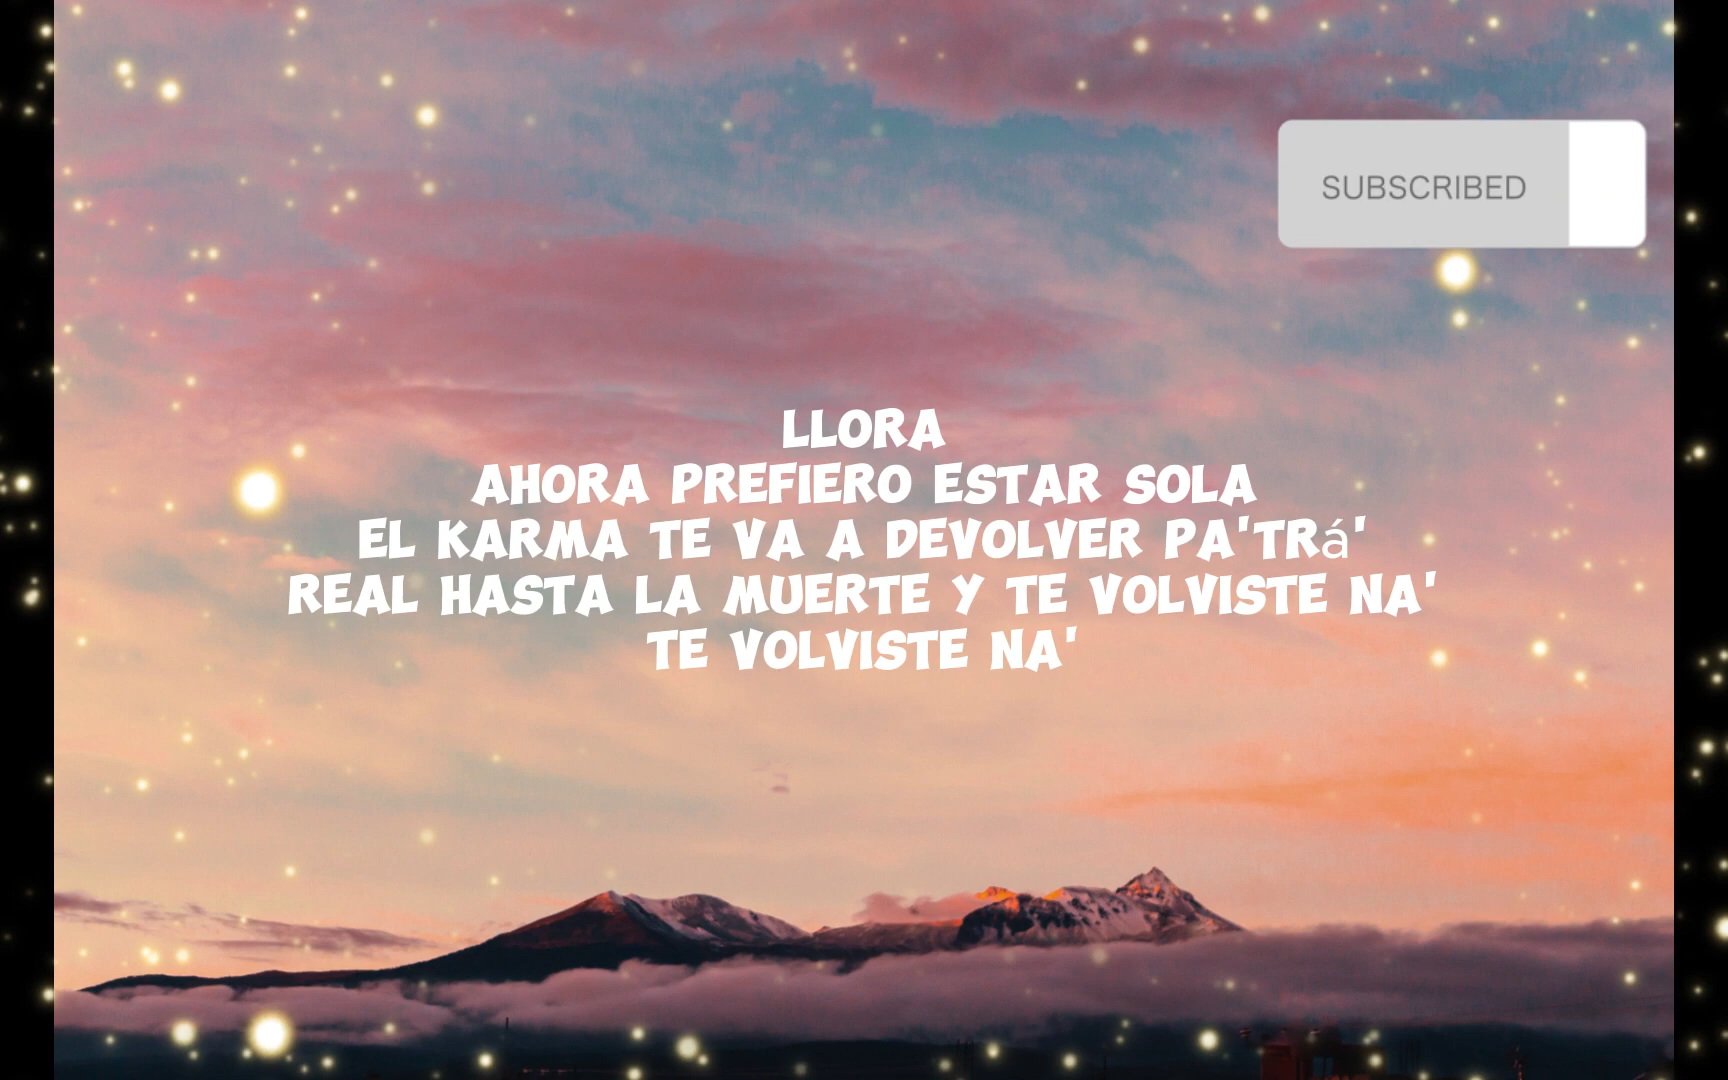 SUBSCRIBED
LLORA
AHORA PREFIERO ESTAR SOLA
EL KARMA TE VA A DEVOLVER PA'TRá'
REAL HASTA LA MUERTE Y TE VOLVISTE NA'
TE VOLVISTE NA'